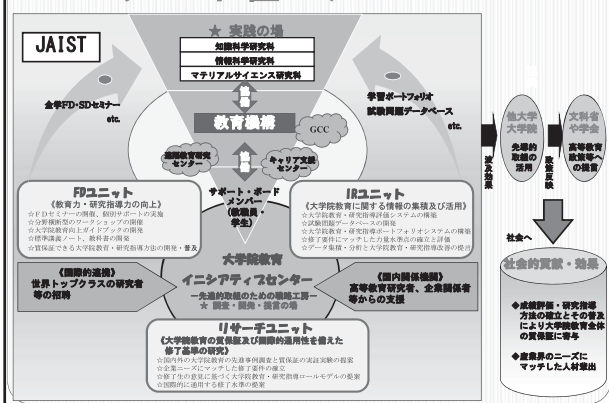 JAIST
★ 実践の場
知識科学研究科
情報科学研究科
マテリアルサイエンス研究科
全学FD・SDセミナー
etc.
学習ポートフォリオ
試験問題データベース
etc.
教育機構
GCC
遠隔教育研究
センター
キャリア支援
センター
サポート・ボード
メンバー
(教職員・
学生)
FDユニット
《教育力・研究指導力の向上》
☆FDセミナーの開催、個別サポートの実施
☆分野横断型のワークショップの開催
☆大学院教育向上ガイドブックの開発
☆標準講義ノート、教科書の開発
☆質保証できる大学院教育・研究指導方法の開発・普及
IRユニット
《大学院教育に関する情報の集積及び活用》
☆大学院教育・研究指導評価システムの構築
☆試験問題データベースの構築
☆大学院教育・研究指導ポートフォリオシステムの構築
☆修了要件にマッチした力量水準点の確立と評価
☆データ集積・分析と大学院教育・研究指導改善の提言
大学院教育
イニシアティブセンター
－先進的取組のための戦略工房－
★ 調査・開発・提言の場
《国際的連携》
世界トップクラスの研究者
等の招聘
《国内外関係機関》
高等教育研究者、企業関係者
等からの支援
リサーチユニット
《大学院教育の質保証及び国際的通用性を備えた
修了基準の研究》
☆国内外の大学院教育の先進事例調査と質保証の実証実験の提案
☆企業ニーズにマッチした修了要件の確立
☆修了生の意見に基づく大学院教育・研究指導ロールモデルの提案
☆国際的に通用する修了水準の提案
波及効果
他大学
大学院
先導的
取組の
活用
政策反映
文科省
や学会
高等教育
政策等へ
の提言
社会へ
社会的貢献・効果
◆成績評価・研究指導
方法の確立とその普及
により大学院教育全体
の質保証に寄与
◆産業界のニーズに
マッチした人材輩出